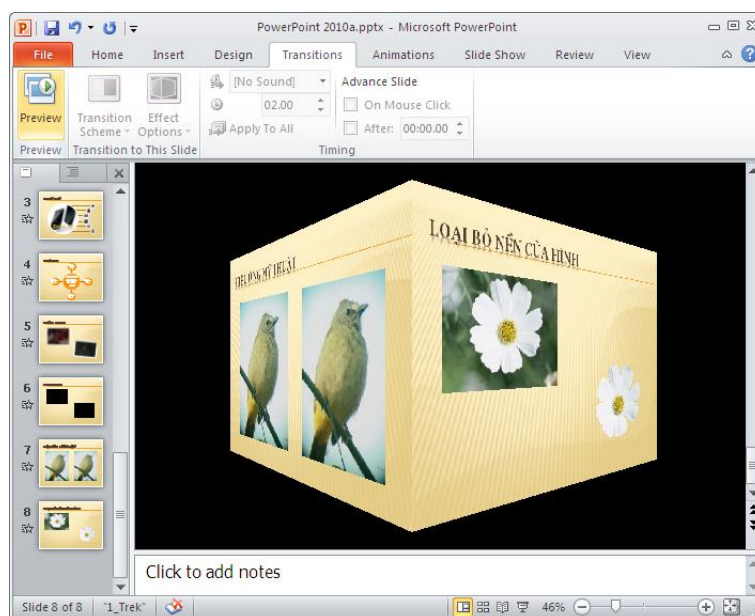 PowerPoint 2010a.pptx - Microsoft PowerPoint
File Home Insert Design Transitions Animations Slide Show Review View
Preview
Transition Scheme
Effect Options
[No Sound]
02.00
Apply To All
Advance Slide
On Mouse Click
After: 00:00.00
Preview Transition to This Slide Timing
3
4
5
6
7
8
MỸ THUẬT
LOẠI BỎ NỀN CỦA HÌNH
Click to add notes
Slide 8 of 8 "1_Trek" 46%